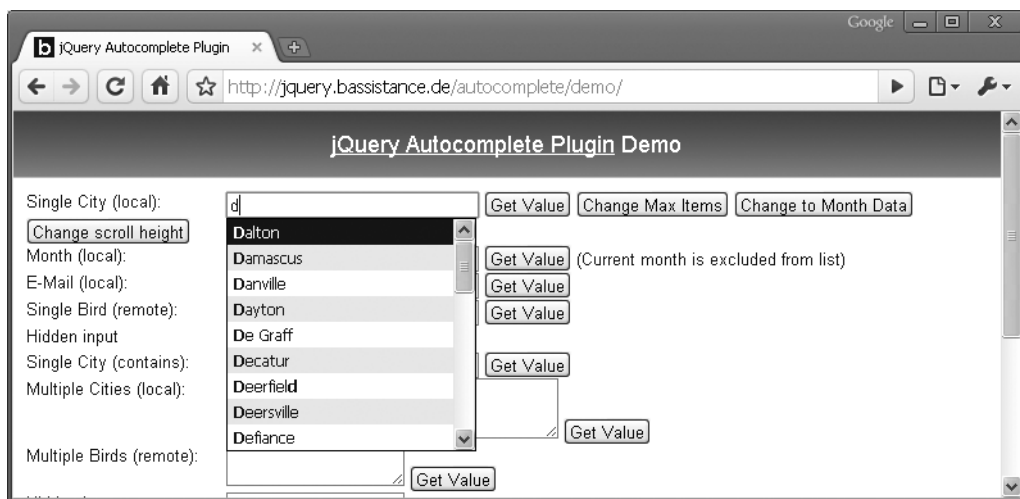 Google
jQuery Autocomplete Plugin
http://jquery.bassistance.de/autocomplete/demo/
jQuery Autocomplete Plugin Demo
Single City (local): d Get Value Change Max Items Change to Month Data
Change scroll height
Dalton
Month (local): Get Value (Current month is excluded from list)
Damascus
E-Mail (local): Get Value
Danville
Single Bird (remote): Get Value
Dayton
Hidden input
De Graff
Single City (contains): Get Value
Decatur
Multiple Cities (local): Get Value
Deerfield
Deersville
Defiance
Multiple Birds (remote): Get Value